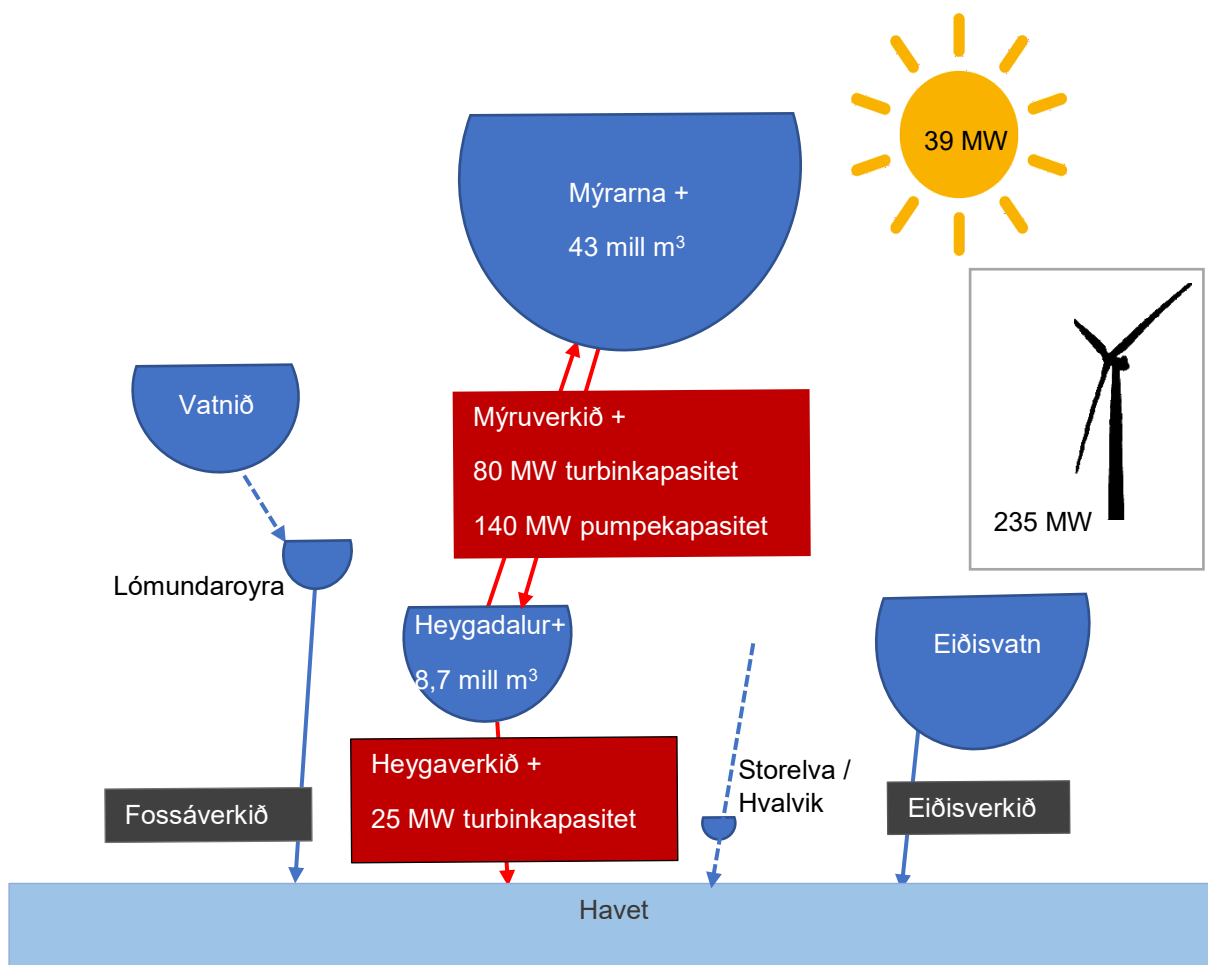 39 MW
Mýrarna +
43 mill m³
Vatnið
Mýruverkið +
80 MW turbinkapasitet
140 MW pumpekapasitet
235 MW
Lómundaroyra
Heygadalur+
8,7 mill m³
Eiðisvatn
Heygaverkið +
25 MW turbinkapasitet
Storelva /
Hvalvik
Fossáverkið
Eiðisverkið
Havet